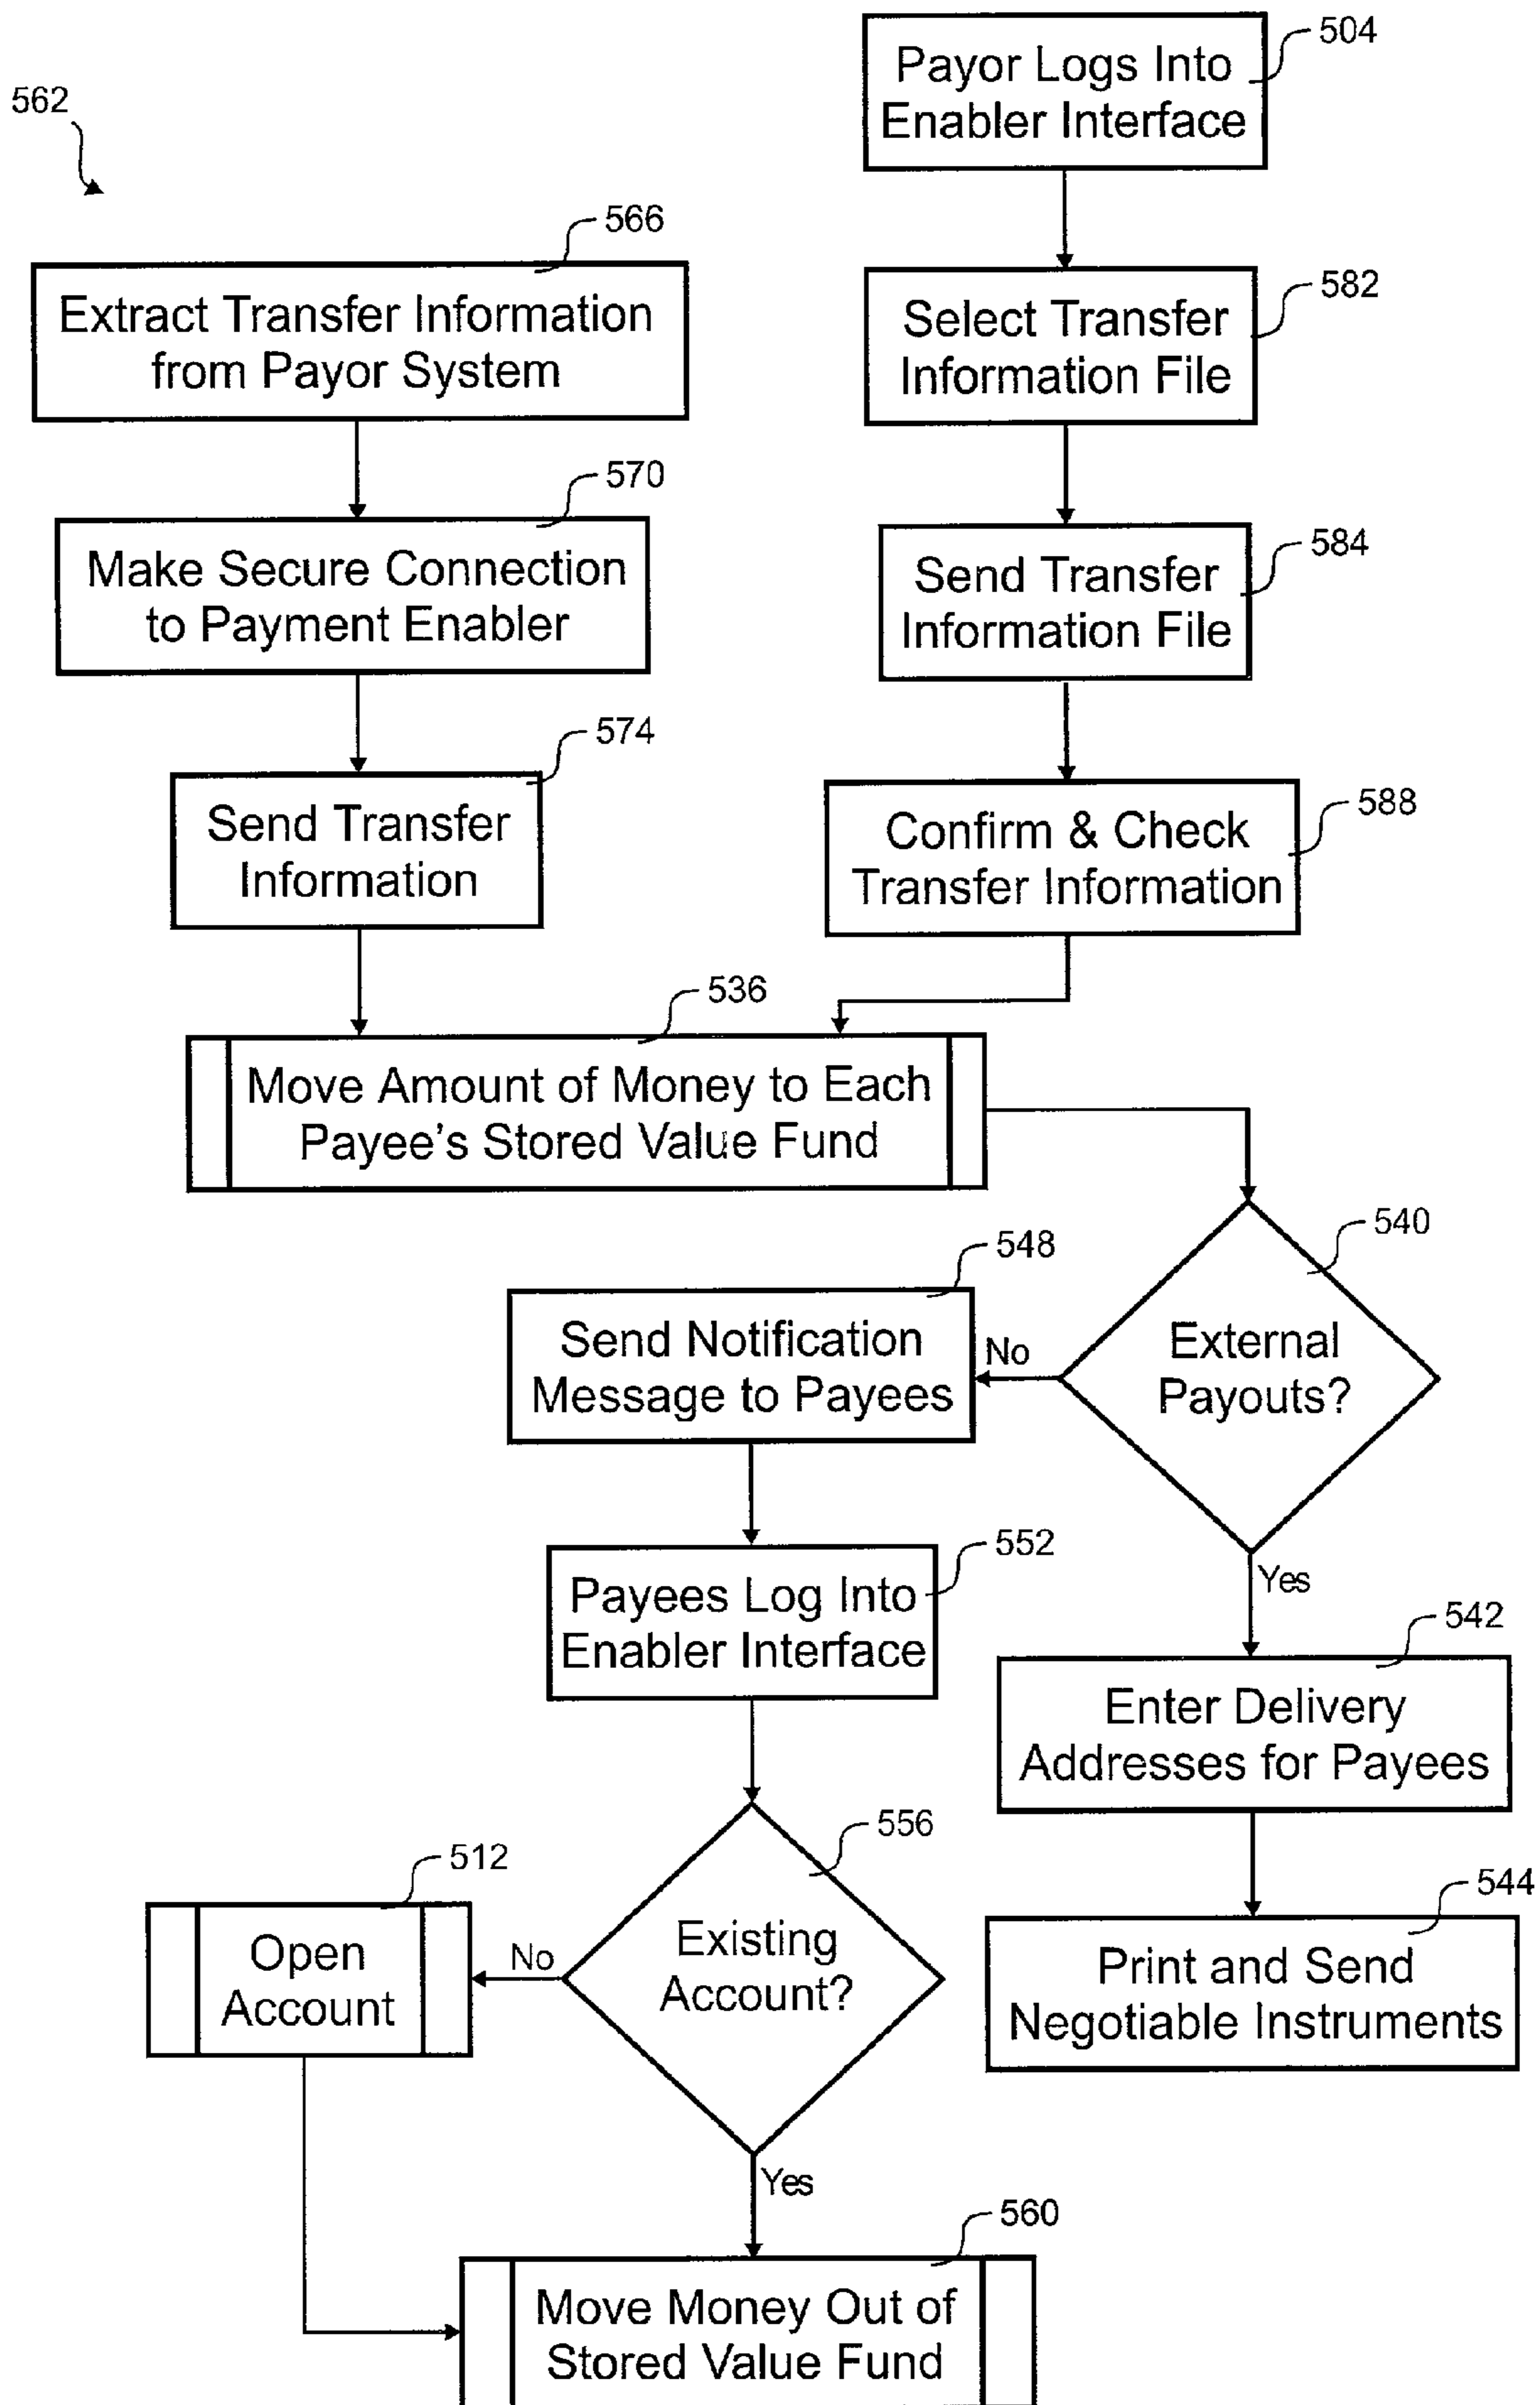 504
Payor Logs Into
Enabler Interface
562
566
Extract Transfer Information
from Payor System
582
Select Transfer
Information File
570
Make Secure Connection
to Payment Enabler
584
Send Transfer
Information File
574
Send Transfer
Information
588
Confirm & Check
Transfer Information
536
Move Amount of Money to Each
Payee's Stored Value Fund
540
External
Payouts?
548
Send Notification
Message to Payees
No
Yes
552
Payees Log Into
Enabler Interface
542
Enter Delivery
Addresses for Payees
556
Existing
Account?
512
Open
Account
No
544
Print and Send
Negotiable Instruments
Yes
560
Move Money Out of
Stored Value Fund